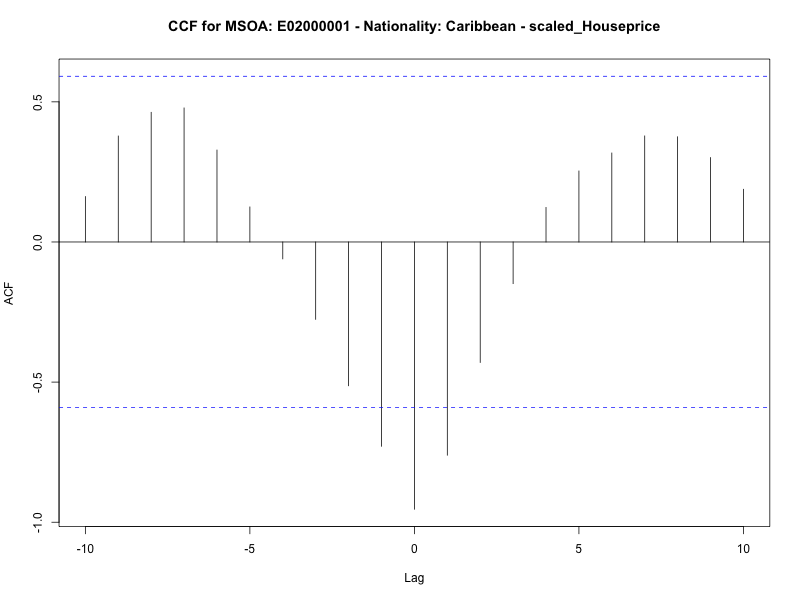 CCF for MSOA: E02000001 - Nationality: Caribbean - scaled_Houseprice
ACF
0.5
0.0
-0.5
-1.0
-10 -5 0 5 10
Lag